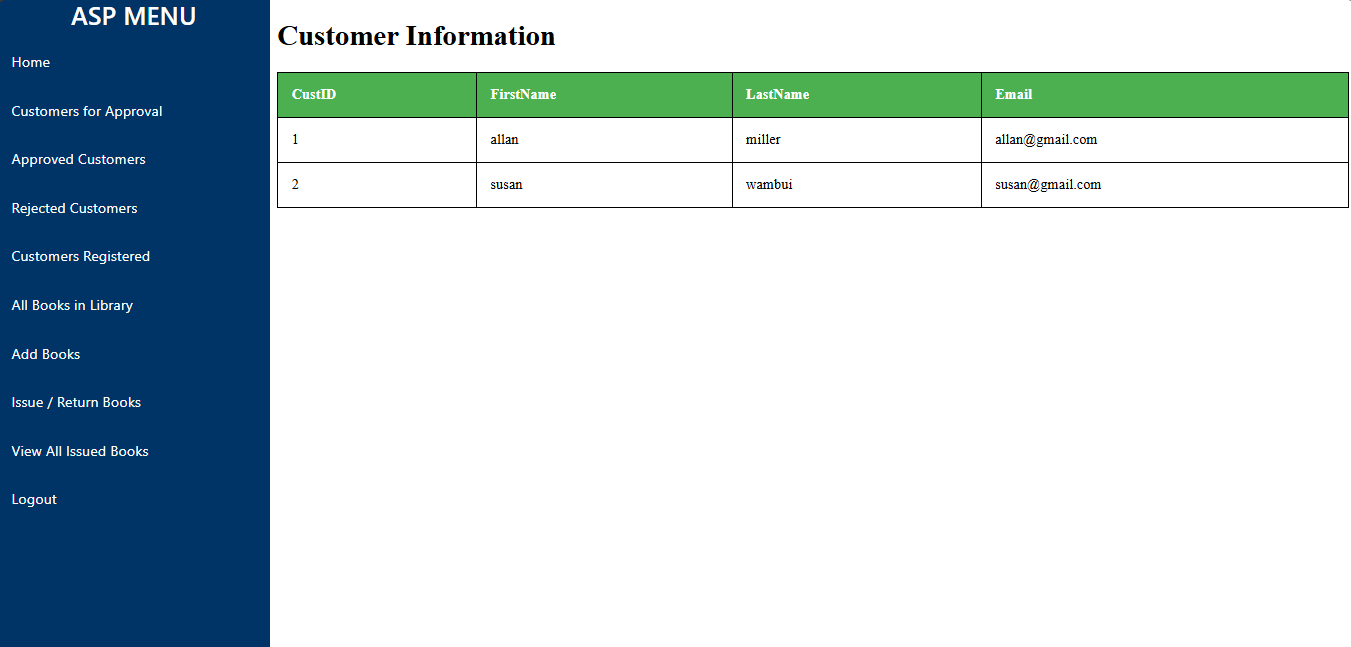 ASP MENU
Home
Customers for Approval
Approved Customers
Rejected Customers
Customers Registered
All Books in Library
Add Books
Issue / Return Books
View All Issued Books
Logout
Customer Information
CustID FirstName LastName Email
1 allan miller allan@gmail.com
2 susan wambui susan@gmail.com